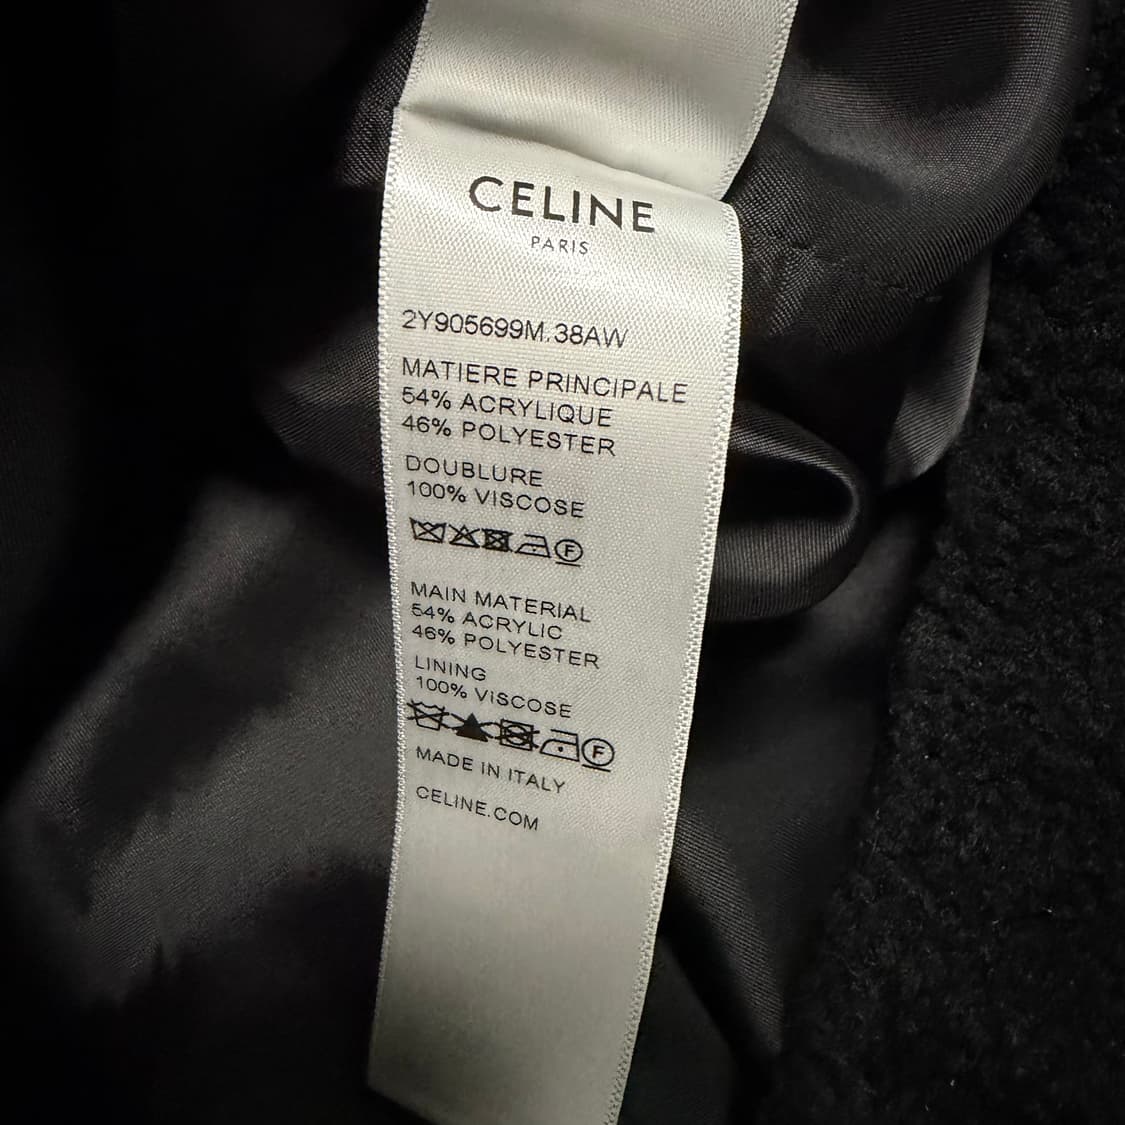 CELINE
PARIS
2Y905699M.38AW
MATIERE PRINCIPALE
54% ACRYLIQUE
46% POLYESTER
DOUBLURE
100% VISCOSE
F
MAIN MATERIAL
54% ACRYLIC
46% POLYESTER
LINING
100% VISCOSE
F
MADE IN ITALY
CELINE.COM